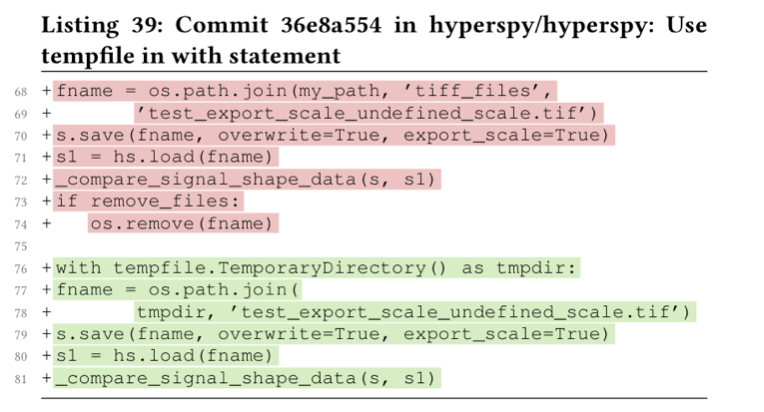 Listing 39: Commit 36e8a554 in hyperspy/hyperspy: Use
tempfile in with statement
68 +fname = os.path.join(my_path, 'tiff_files',
69 +        'test_export_scale_undefined_scale.tif')
70 +s.save(fname, overwrite=True, export_scale=True)
71 +s1 = hs.load(fname)
72 +_compare_signal_shape_data(s, s1)
73 +if remove_files:
74 +    os.remove(fname)
75
76 +with tempfile.TemporaryDirectory() as tmpdir:
77 +fname = os.path.join(
78 +        tmpdir, 'test_export_scale_undefined_scale.tif')
79 +s.save(fname, overwrite=True, export_scale=True)
80 +s1 = hs.load(fname)
81 +_compare_signal_shape_data(s, s1)